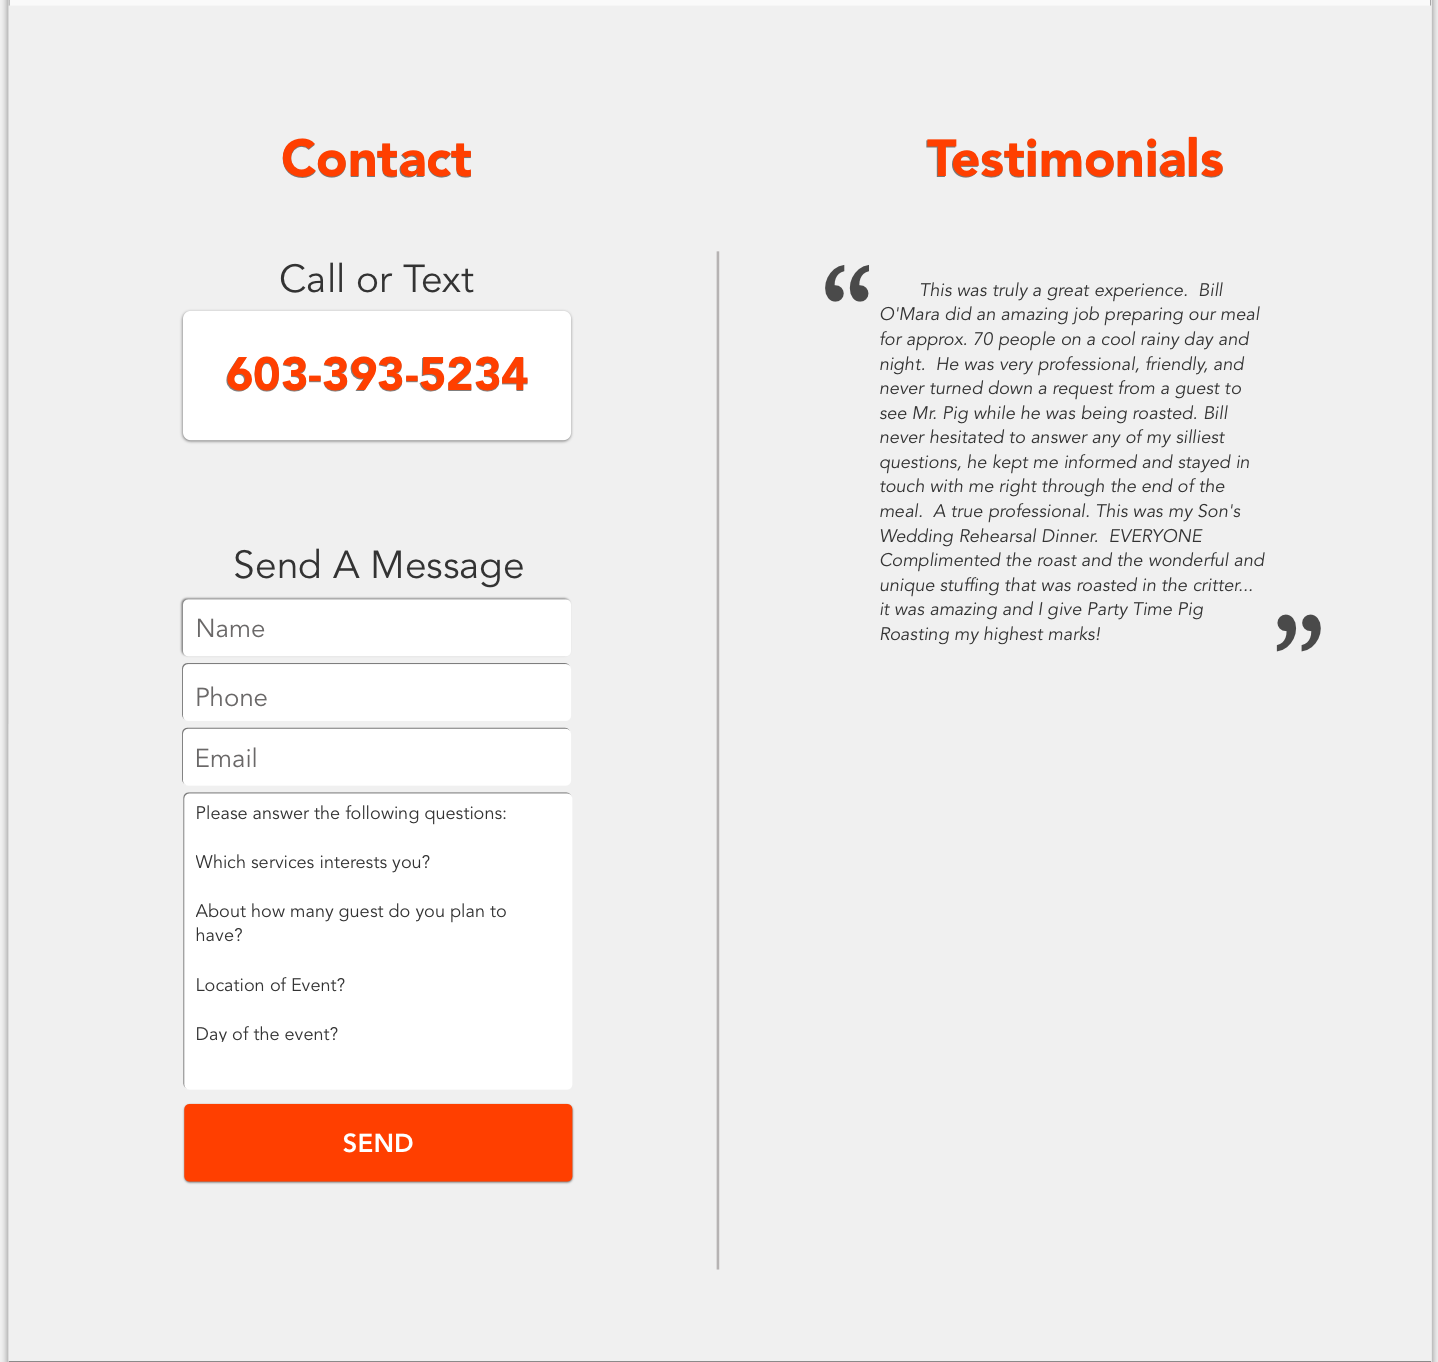 Contact
Call or Text
603-393-5234
Send A Message
Name
Phone
Email
Please answer the following questions:
Which services interests you?
About how many guest do you plan to
have?
Location of Event?
Day of the event?
SEND
Testimonials
“ This was truly a great experience.  Bill
O'Mara did an amazing job preparing our meal
for approx. 70 people on a cool rainy day and
night.  He was very professional, friendly, and
never turned down a request from a guest to
see Mr. Pig while he was being roasted. Bill
never hesitated to answer any of my silliest
questions, he kept me informed and stayed in
touch with me right through the end of the
meal.  A true professional. This was my Son's
Wedding Rehearsal Dinner.  EVERYONE
Complimented the roast and the wonderful and
unique stuffing that was roasted in the critter...
it was amazing and I give Party Time Pig
Roasting my highest marks! ”